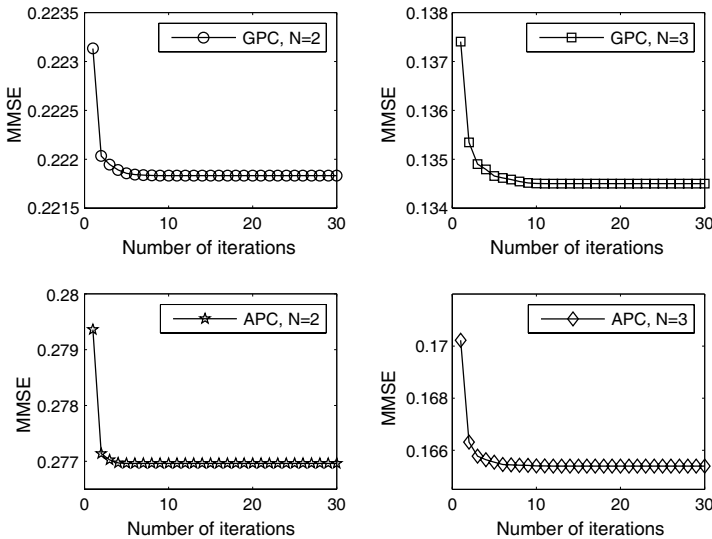 0.2235
0.223
0.2225
0.222
0.2215
MMSE
GPC, N=2
0
10
20
30
Number of iterations
0.138
0.137
0.136
0.135
0.134
MMSE
GPC, N=3
0
10
20
30
Number of iterations
0.28
0.279
0.278
0.277
MMSE
APC, N=2
0
10
20
30
Number of iterations
0.17
0.168
0.166
MMSE
APC, N=3
0
10
20
30
Number of iterations